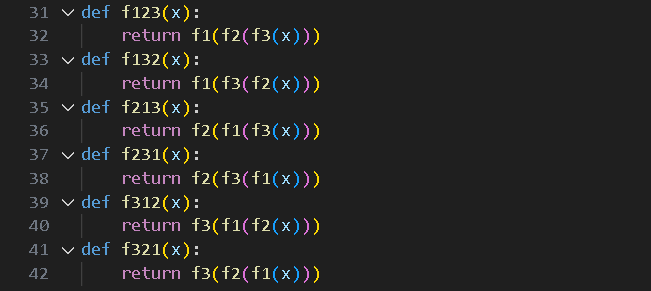 31 def f123(x):
32 return f1(f2(f3(x)))
33 def f132(x):
34 return f1(f3(f2(x)))
35 def f213(x):
36 return f2(f1(f3(x)))
37 def f231(x):
38 return f2(f3(f1(x)))
39 def f312(x):
40 return f3(f1(f2(x)))
41 def f321(x):
42 return f3(f2(f1(x)))